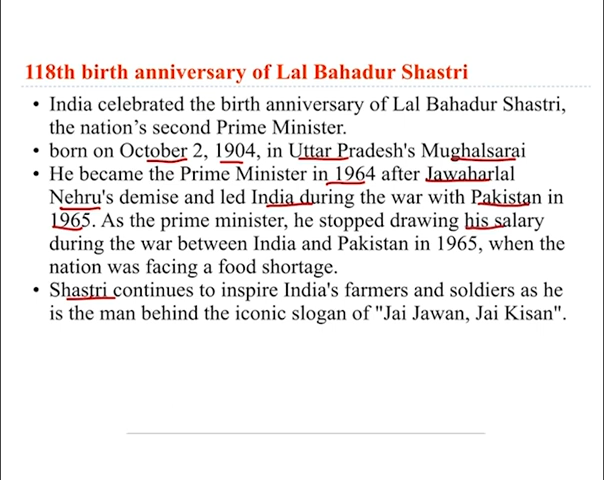 118th birth anniversary of Lal Bahadur Shastri
• India celebrated the birth anniversary of Lal Bahadur Shastri,
the nation's second Prime Minister.
• born on October 2, 1904, in Uttar Pradesh's Mughalsarai
• He became the Prime Minister in 1964 after Jawaharlal
Nehru's demise and led India during the war with Pakistan in
1965. As the prime minister, he stopped drawing his salary
during the war between India and Pakistan in 1965, when the
nation was facing a food shortage.
• Shastri continues to inspire India's farmers and soldiers as he
is the man behind the iconic slogan of "Jai Jawan, Jai Kisan".